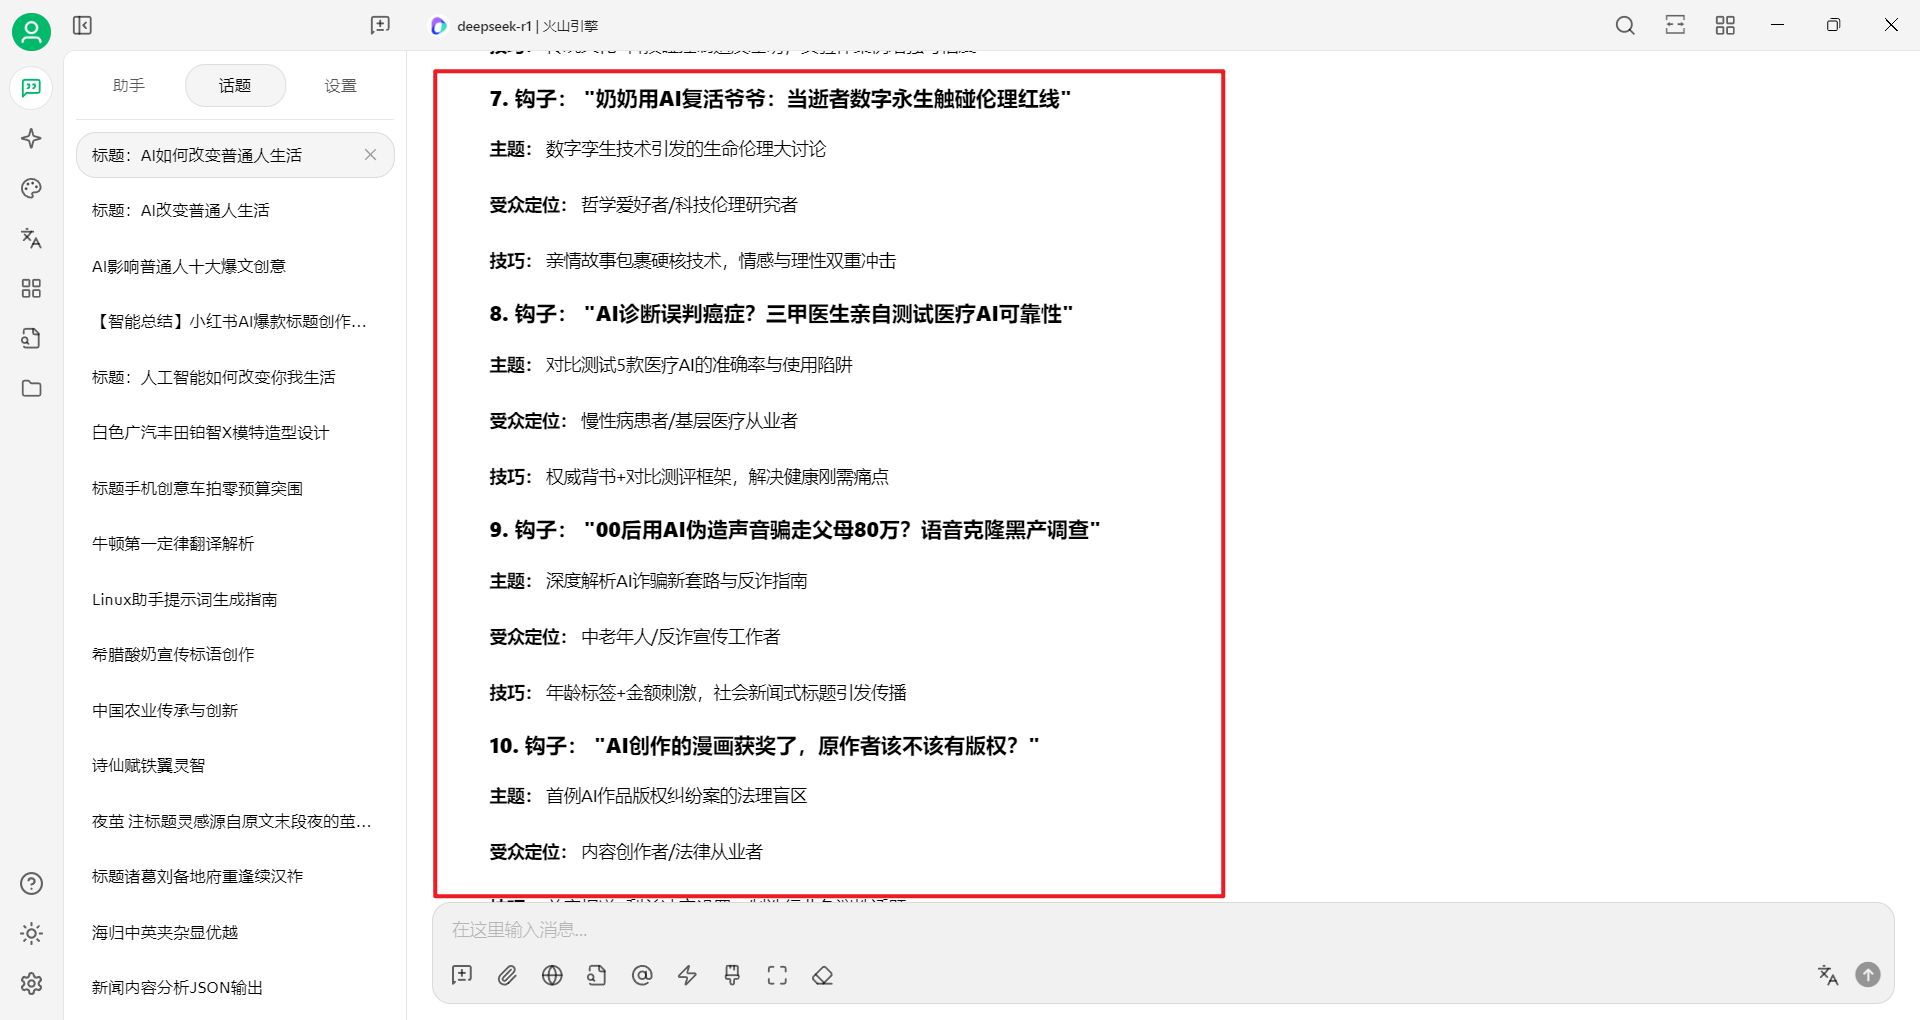 deepseek-r1 | 火山引擎
助手
话题
设置
标题：AI如何改变普通人生活
标题：AI改变普通人生活
AI影响普通人十大爆文创意
【智能总结】小红书AI爆款标题创作...
标题：人工智能如何改变你我生活
白色广汽丰田铂智X模特造型设计
标题手机创意车拍零预算突围
牛顿第一定律翻译解析
Linux助手提示词生成指南
希腊酸奶宣传标语创作
中国农业传承与创新
诗仙赋铁翼灵智
夜茧 注标题灵感源自原文末段夜的茧...
标题诸葛刘备地府重逢续汉祚
海归中英夹杂显优越
新闻内容分析JSON输出
7. 钩子： "奶奶用AI复活爷爷：当逝者数字永生触碰伦理红线"
主题： 数字孪生技术引发的生命伦理大讨论
受众定位： 哲学爱好者/科技伦理研究者
技巧： 亲情故事包裹硬核技术，情感与理性双重冲击
8. 钩子： "AI诊断误判癌症？三甲医生亲自测试医疗AI可靠性"
主题： 对比测试5款医疗AI的准确率与使用陷阱
受众定位： 慢性病患者/基层医疗从业者
技巧： 权威背书+对比测评框架，解决健康刚需痛点
9. 钩子： "00后用AI伪造声音骗走父母80万？语音克隆黑产调查"
主题： 深度解析AI诈骗新套路与反诈指南
受众定位： 中老年人/反诈宣传工作者
技巧： 年龄标签+金额刺激，社会新闻式标题引发传播
10. 钩子： "AI创作的漫画获奖了，原作者该不该有版权？"
主题： 首例AI作品版权纠纷案的法理盲区
受众定位： 内容创作者/法律从业者
在这里输入消息...